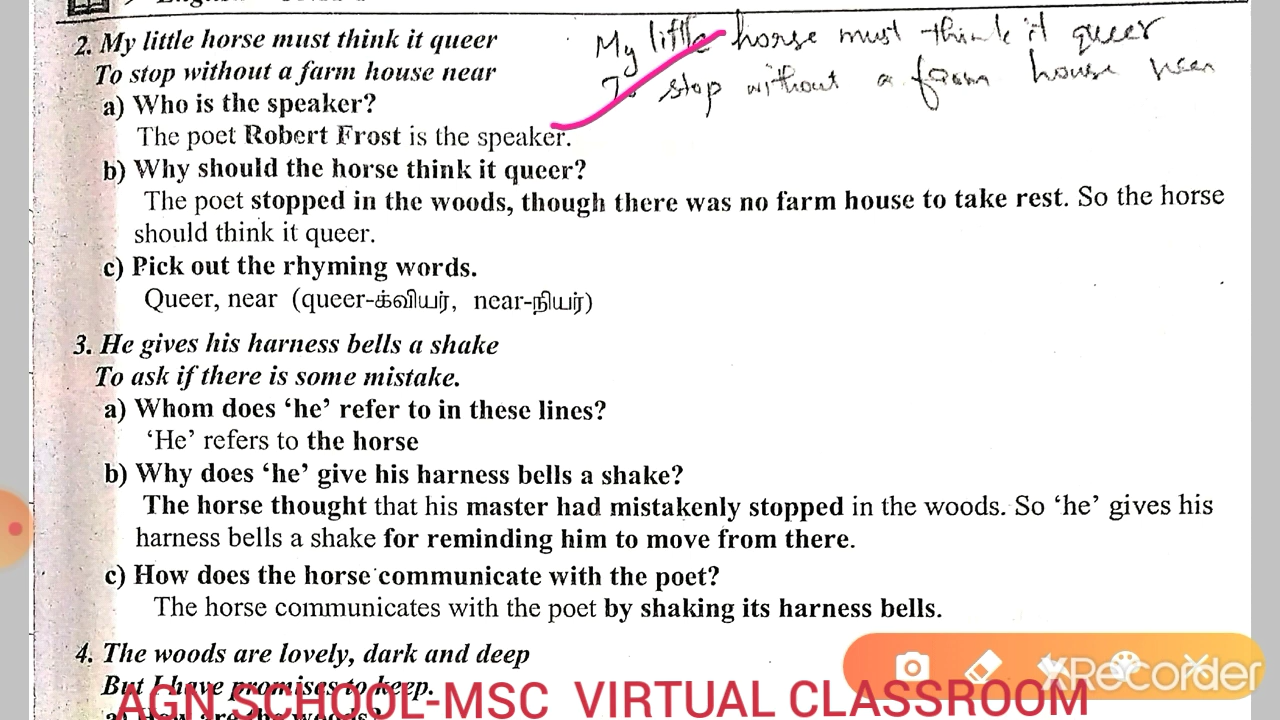 2. My little horse must think it queer
My little horse must think it queer
To stop without a farm house near
stop without a farm house near
a) Who is the speaker?
The poet Robert Frost is the speaker.
b) Why should the horse think it queer?
The poet stopped in the woods, though there was no farm house to take rest. So the horse
should think it queer.
c) Pick out the rhyming words.
Queer, near (queer-க்வியர், near-நியர்)
3. He gives his harness bells a shake
To ask if there is some mistake.
a) Whom does ‘he’ refer to in these lines?
‘He’ refers to the horse
b) Why does ‘he’ give his harness bells a shake?
The horse thought that his master had mistakenly stopped in the woods. So ‘he’ gives his
harness bells a shake for reminding him to move from there.
c) How does the horse communicate with the poet?
The horse communicates with the poet by shaking its harness bells.
4. The woods are lovely, dark and deep
But I have promises to keep.
XRecorder
AGN SCHOOL-MSC VIRTUAL CLASSROOM
a) How are the woods?